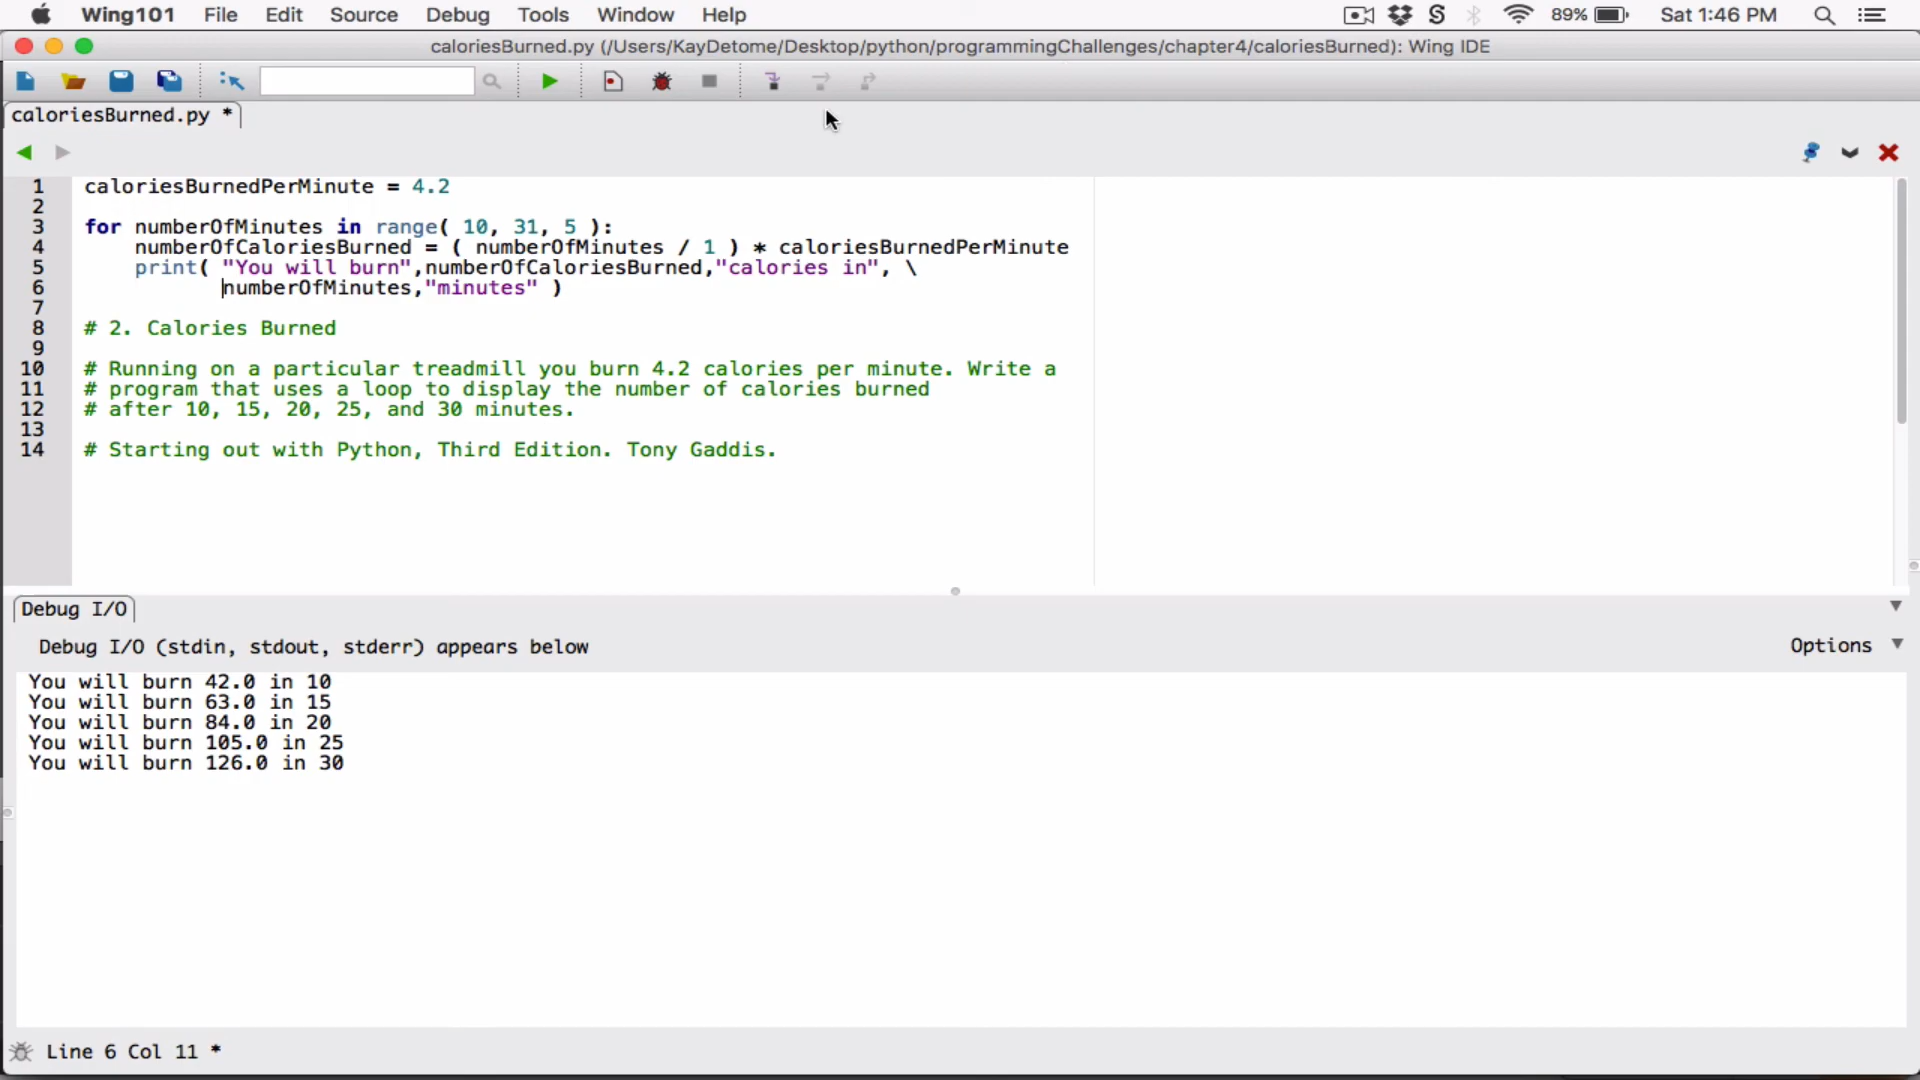 Wing101 File Edit Source Debug Tools Window Help 89% Sat 1:46 PM
caloriesBurned.py (/Users/KayDetome/Desktop/python/programmingChallenges/chapter4/caloriesBurned): Wing IDE
caloriesBurned.py *
1 caloriesBurnedPerMinute = 4.2
2
3 for numberOfMinutes in range( 10, 31, 5 ):
4     numberOfCaloriesBurned = ( numberOfMinutes / 1 ) * caloriesBurnedPerMinute
5     print( "You will burn",numberOfCaloriesBurned,"calories in", \
6            numberOfMinutes,"minutes" )
7
8 # 2. Calories Burned
9
10 # Running on a particular treadmill you burn 4.2 calories per minute. Write a
11 # program that uses a loop to display the number of calories burned
12 # after 10, 15, 20, 25, and 30 minutes.
13
14 # Starting out with Python, Third Edition. Tony Gaddis.
Debug I/O
Debug I/O (stdin, stdout, stderr) appears below Options
You will burn 42.0 in 10
You will burn 63.0 in 15
You will burn 84.0 in 20
You will burn 105.0 in 25
You will burn 126.0 in 30
Line 6 Col 11 *